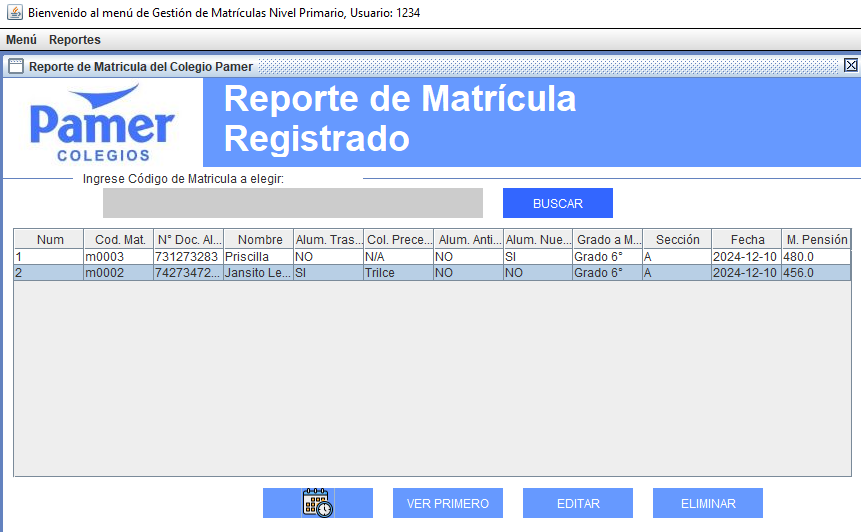 Bienvenido al menú de Gestión de Matrículas Nivel Primario, Usuario: 1234
Menú Reportes
Reporte de Matricula del Colegio Pamer
Pamer
COLEGIOS
Reporte de Matrícula
Registrado
Ingrese Código de Matricula a elegir:
BUSCAR
Num Cod. Mat. N° Doc. Al... Nombre Alum. Tras... Col. Prece... Alum. Anti... Alum. Nue... Grado a M... Sección Fecha M. Pensión
1 m0003 731273283 Priscilla NO N/A NO SI Grado 6° A 2024-12-10 480.0
2 m0002 74273472... Jansito Le... SI Trilce NO NO Grado 6° A 2024-12-10 456.0
VER PRIMERO EDITAR ELIMINAR